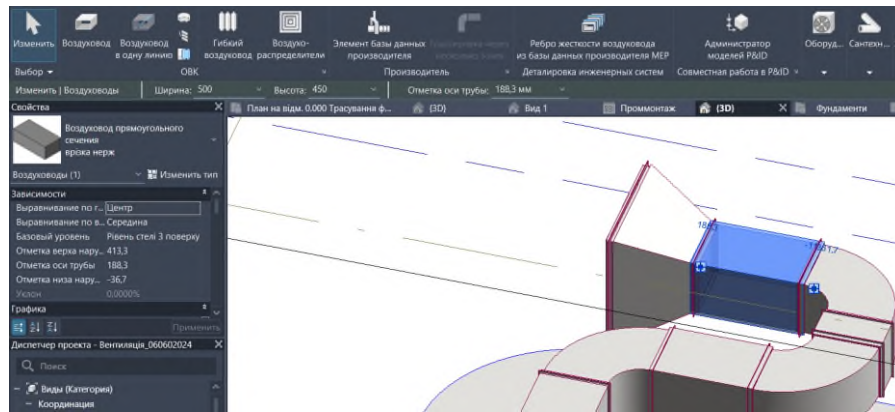 Изменить
Воздуховод
Воздуховод
в одну линию
Гибкий
воздуховод
Воздухо-
распределители
Элемент базы данных
производителя
Ребро жесткости воздуховода
из базы данных производителя MEP
Администратор
моделей P&ID
Оборуд...
Сантехн...
Выбор
ОВК
Производитель
Деталировка инженерных систем
Совместная работа в P&ID
Изменить | Воздуховоды
Ширина: 500
Высота: 450
Отметка оси трубы: 188,3 мм
Свойства
План на відм. 0.000 Трасування ф...
(3D)
Вид 1
Проммонтаж
(3D)
Фундаменти
Воздуховод прямоугольного
сечения
врізка нерж
Воздуховоды (1)
Изменить тип
Зависимости
Выравнивание по г... Центр
Выравнивание по в... Середина
Базовый уровень Рівень стелі 3 поверху
Отметка верха нару... 413,3
Отметка оси трубы 188,3
Отметка низа нару... -36,7
Уклон 0,0000%
Графика
Применить
Диспетчер проекта - Вентиляція_060602024
Поиск
Виды (Категория)
Координация